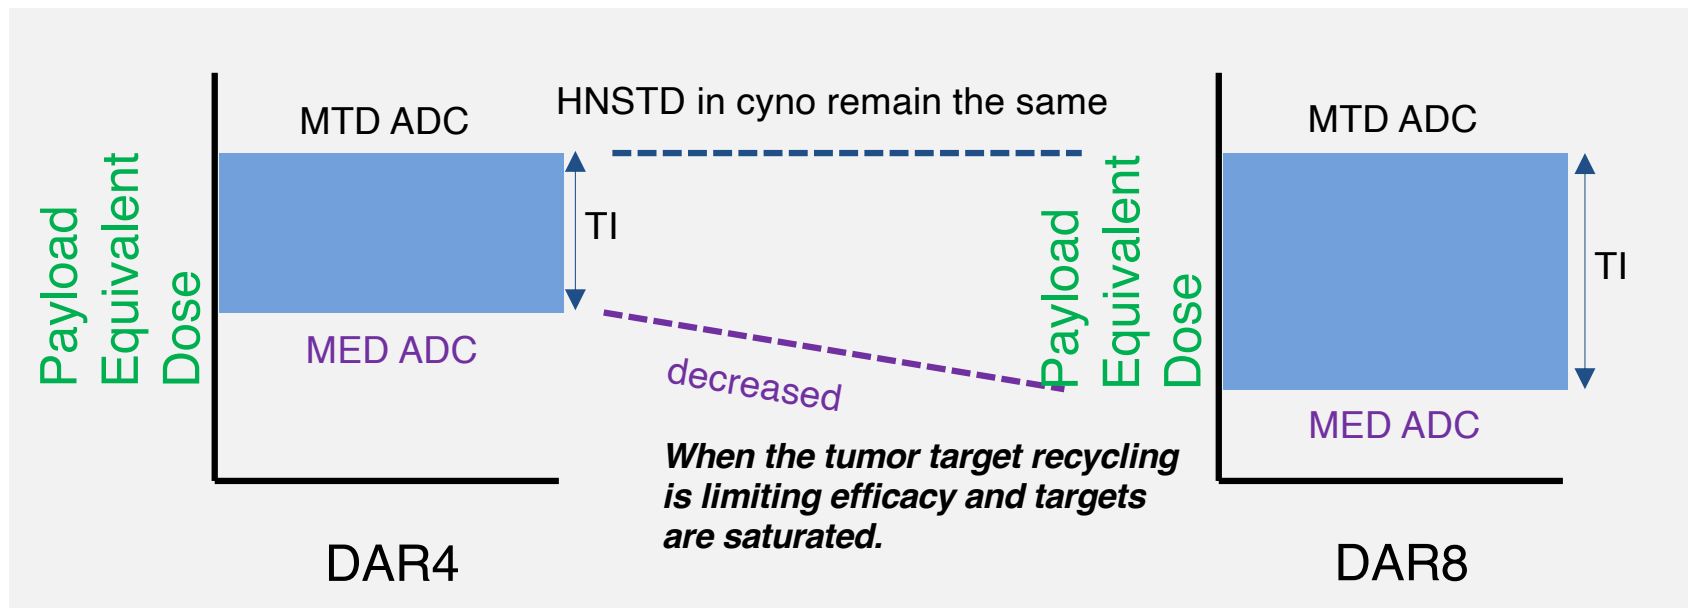 Payload
Equivalent
Dose
MTD ADC
TI
MED ADC
DAR4
HNSTD in cyno remain the same
decreased
When the tumor target recycling
is limiting efficacy and targets
are saturated.
Payload
Equivalent
Dose
MTD ADC
TI
MED ADC
DAR8